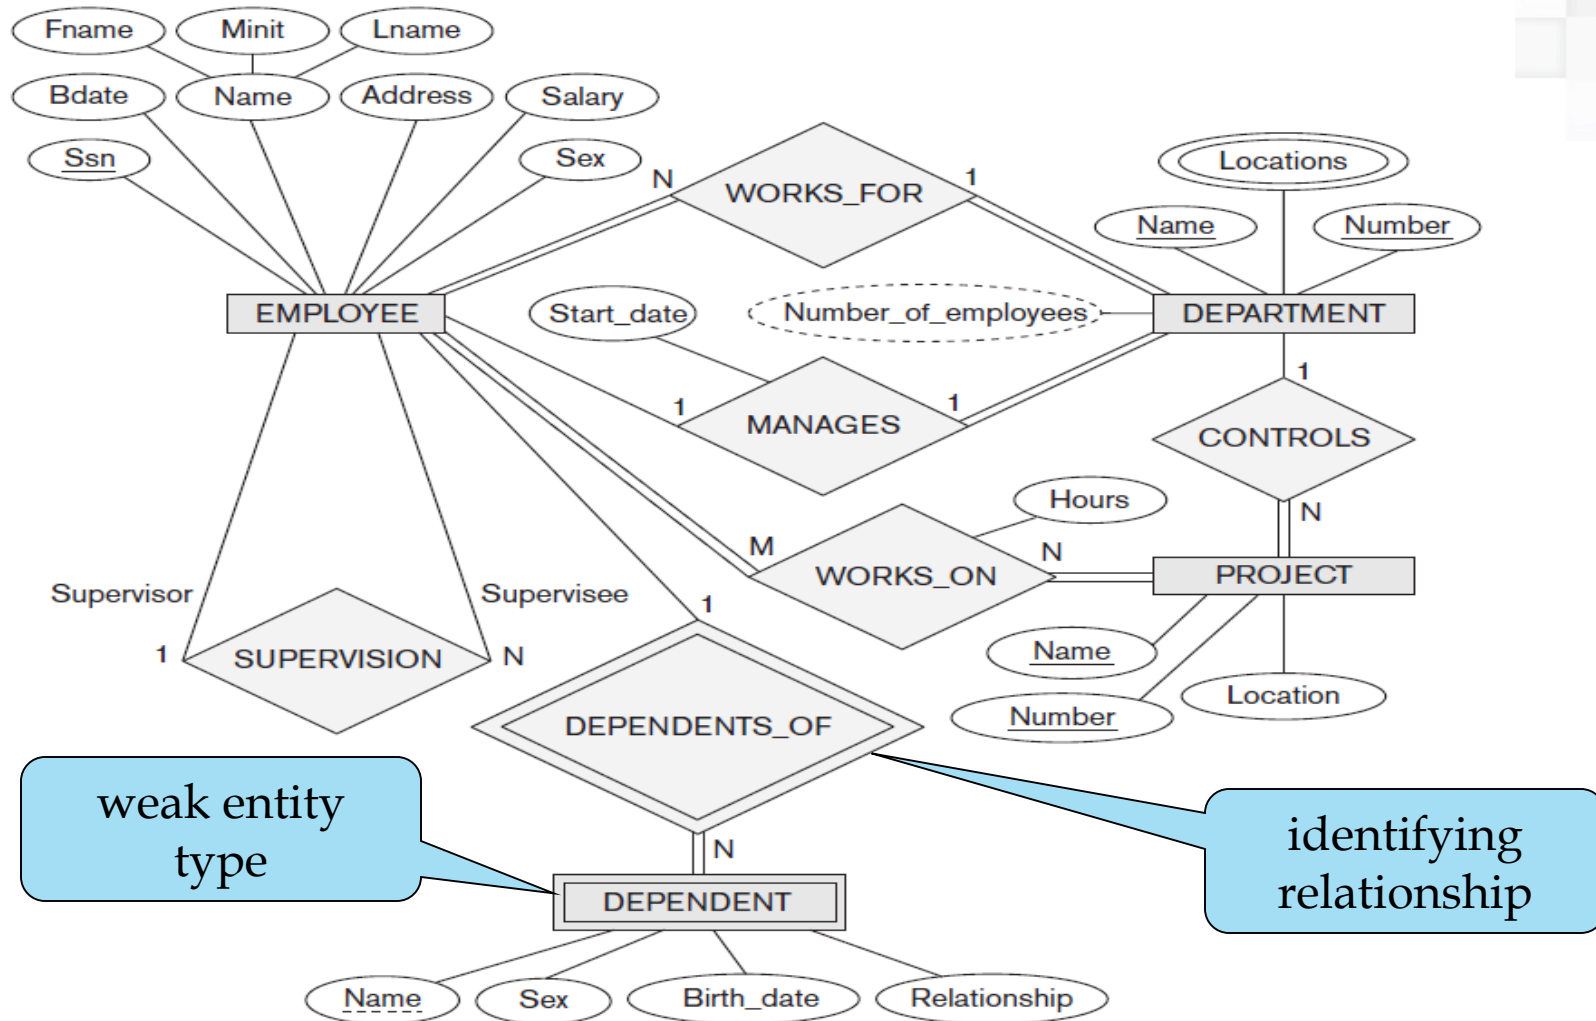 Fname
Minit
Lname
Bdate
Name
Address
Salary
Ssn
Sex
N
WORKS_FOR
1
Locations
Name
Number
EMPLOYEE
Start_date
Number_of_employees
DEPARTMENT
1
MANAGES
1
1
CONTROLS
N
Hours
M
WORKS_ON
N
PROJECT
Supervisor
Supervisee
1
SUPERVISION
N
1
Name
Number
Location
DEPENDENTS_OF
weak entity
type
identifying
relationship
N
DEPENDENT
Name
Sex
Birth_date
Relationship